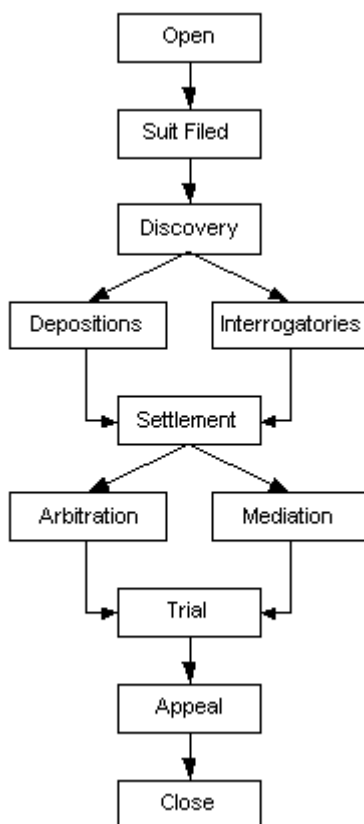 Open
Suit Filed
Discovery
Depositions
Interrogatories
Settlement
Arbitration
Mediation
Trial
Appeal
Close